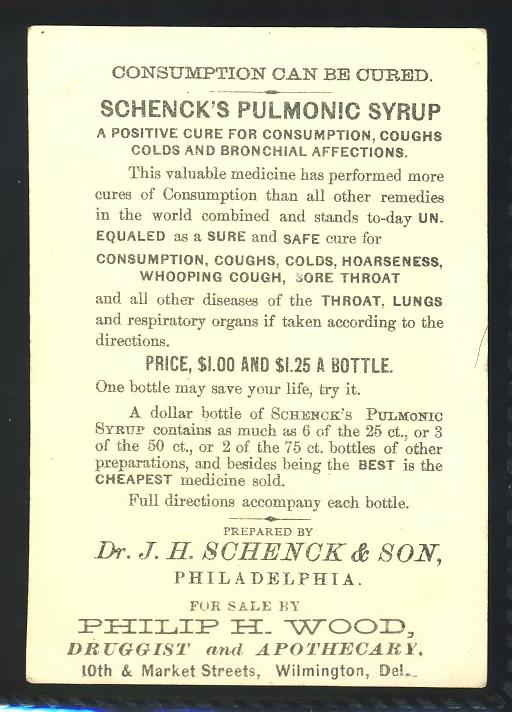 CONSUMPTION CAN BE CURED.
SCHENCK'S PULMONIC SYRUP
A POSITIVE CURE FOR CONSUMPTION, COUGHS
COLDS AND BRONCHIAL AFFECTIONS.
This valuable medicine has performed more
cures of Consumption than all other remedies
in the world combined and stands to-day UN-
EQUALED as a SURE and SAFE cure for
CONSUMPTION, COUGHS, COLDS, HOARSENESS,
WHOOPING COUGH, SORE THROAT
and all other diseases of the THROAT, LUNGS
and respiratory organs if taken according to the
directions.
PRICE, $1.00 AND $1.25 A BOTTLE.
One bottle may save your life, try it.
A dollar bottle of SCHENCK'S PULMONIC
SYRUP contains as much as 6 of the 25 ct., or 3
of the 50 ct., or 2 of the 75 ct. bottles of other
preparations, and besides being the BEST is the
CHEAPEST medicine sold.
Full directions accompany each bottle.
PREPARED BY
Dr. J. H. SCHENCK & SON,
PHILADELPHIA.
FOR SALE BY
PHILIP H. WOOD,
DRUGGIST and APOTHECARY.
10th & Market Streets, Wilmington, Del.